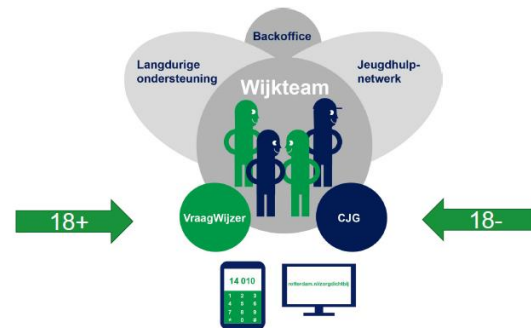 Backoffice
Langdurige
ondersteuning
Jeugdhulp-
netwerk
Wijkteam
VraagWijzer
CJG
18+
18-
14 010
1 2 3
4 5 6
7 8 9
* 0 #